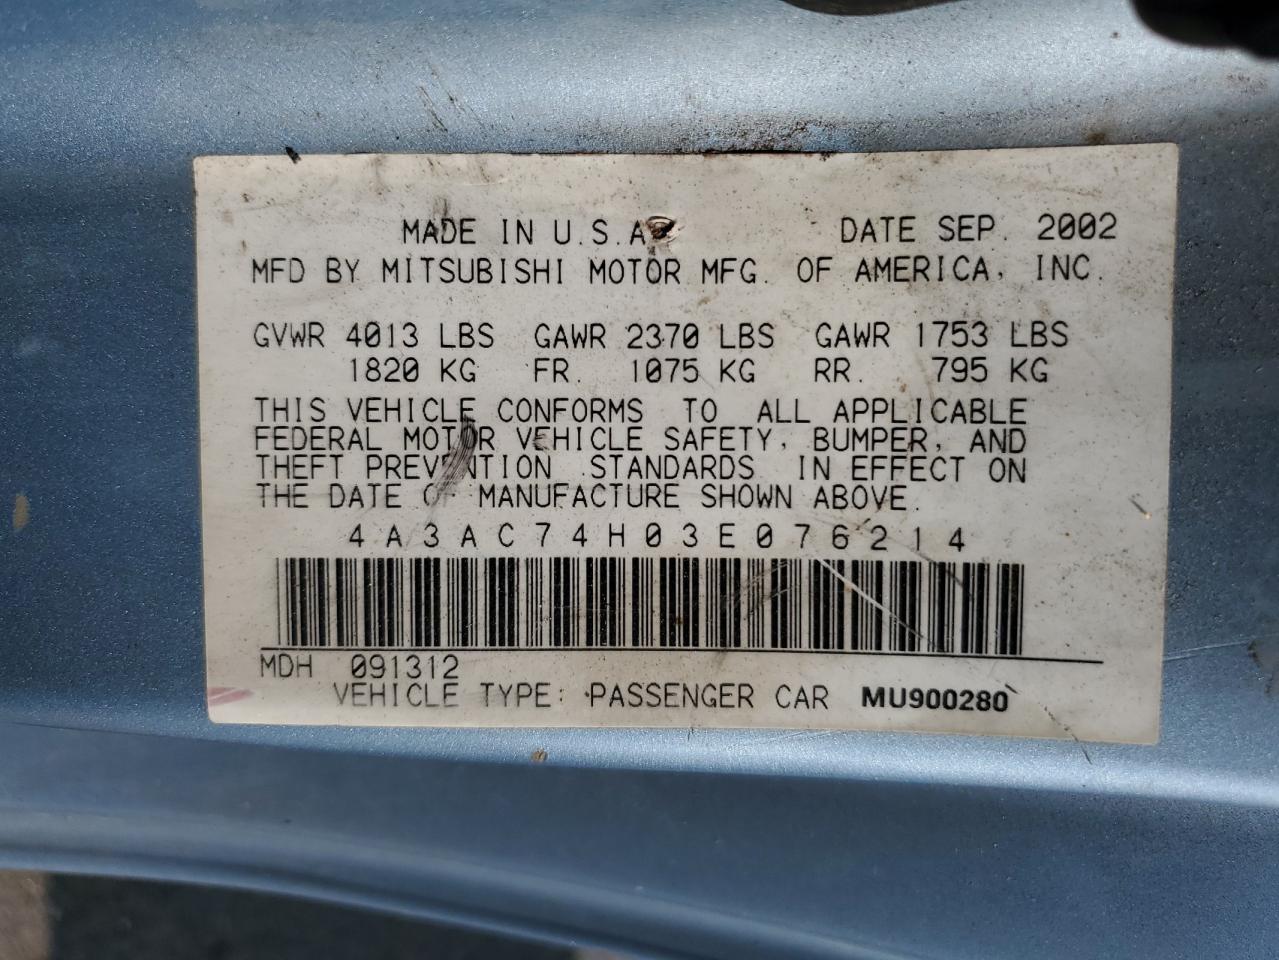 MADE IN U.S.A. DATE SEP. 2002
MFD BY MITSUBISHI MOTOR MFG. OF AMERICA, INC.
GVWR 4013 LBS GAWR 2370 LBS GAWR 1753 LBS
1820 KG FR. 1075 KG RR. 795 KG
THIS VEHICLE CONFORMS TO ALL APPLICABLE
FEDERAL MOTOR VEHICLE SAFETY, BUMPER, AND
THEFT PREVENTION STANDARDS IN EFFECT ON
THE DATE OF MANUFACTURE SHOWN ABOVE.
4A3AC74H03E076214
MDH 091312
VEHICLE TYPE: PASSENGER CAR MU900280